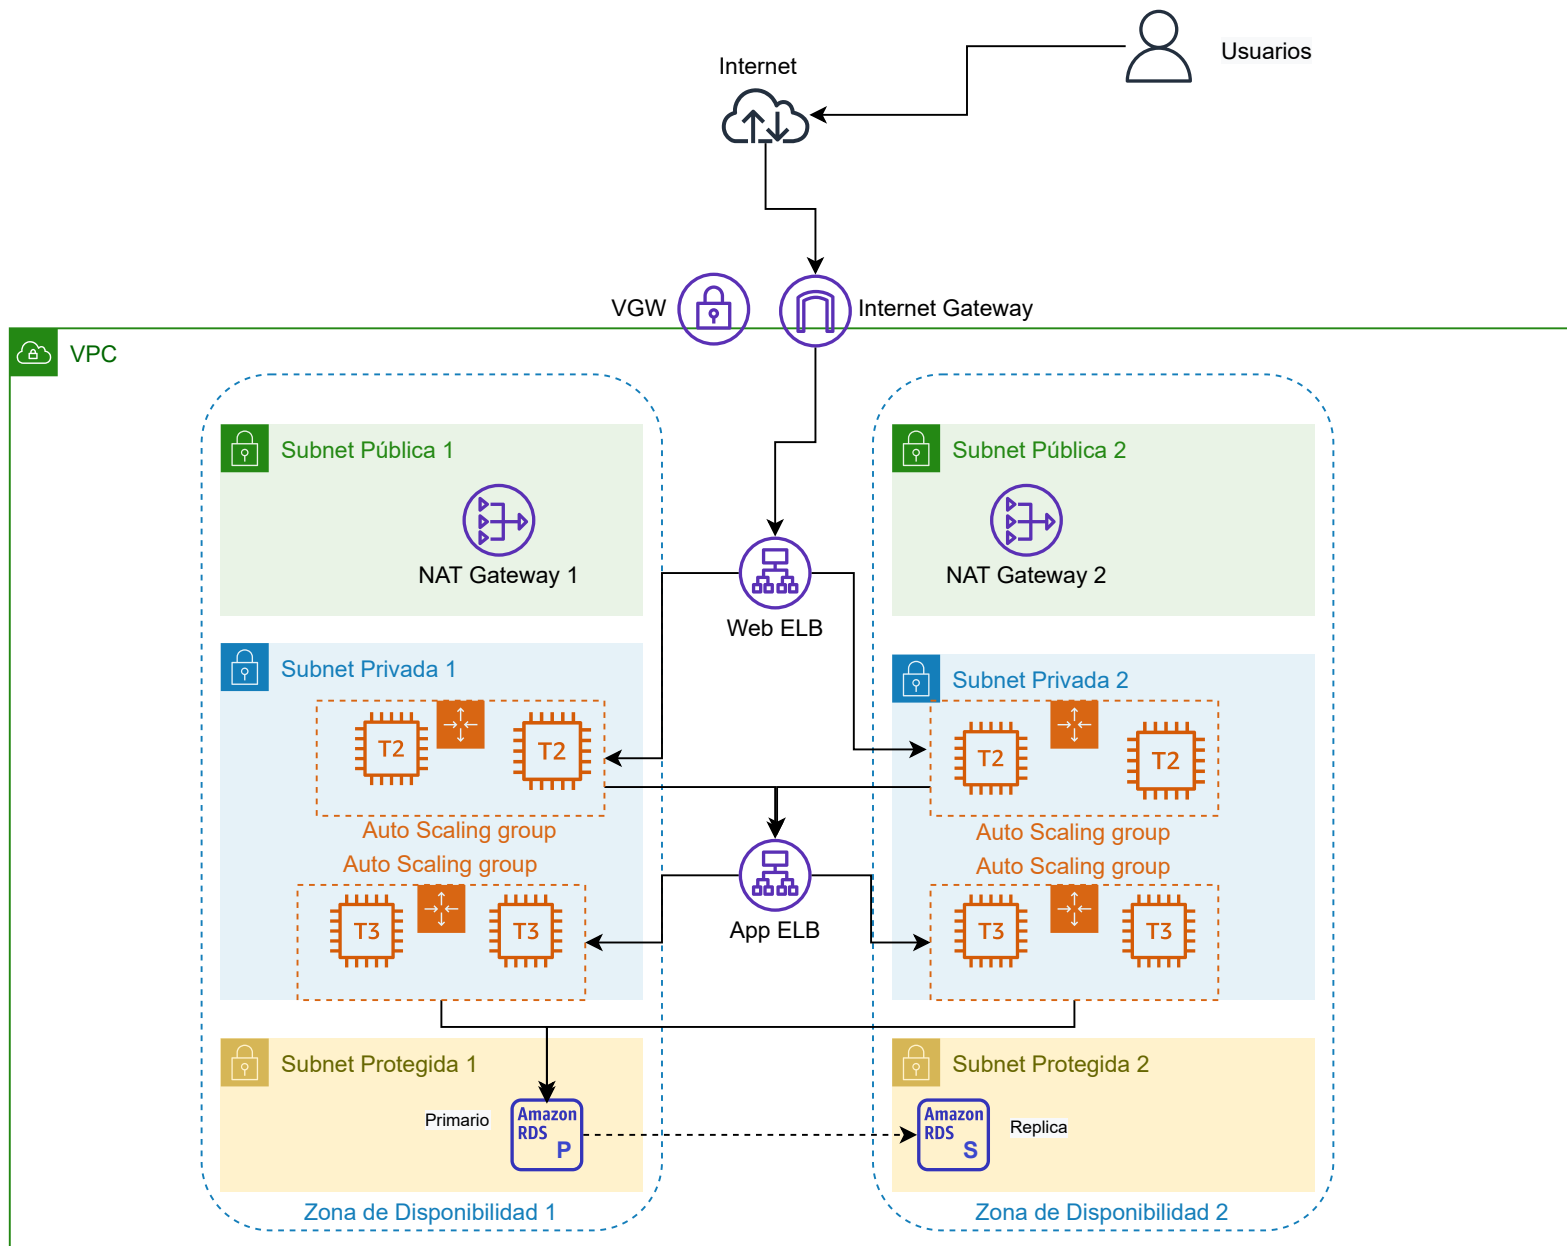 Usuarios
Internet
VGW
Internet Gateway
VPC
Subnet Pública 1
Subnet Pública 2
NAT Gateway 1
NAT Gateway 2
Web ELB
Subnet Privada 1
Subnet Privada 2
T2
T2
T2
T2
Auto Scaling group
Auto Scaling group
Auto Scaling group
Auto Scaling group
T3
T3
App ELB
T3
T3
Subnet Protegida 1
Subnet Protegida 2
Primario
Amazon
RDS
P
Amazon
RDS
S
Replica
Zona de Disponibilidad 1
Zona de Disponibilidad 2